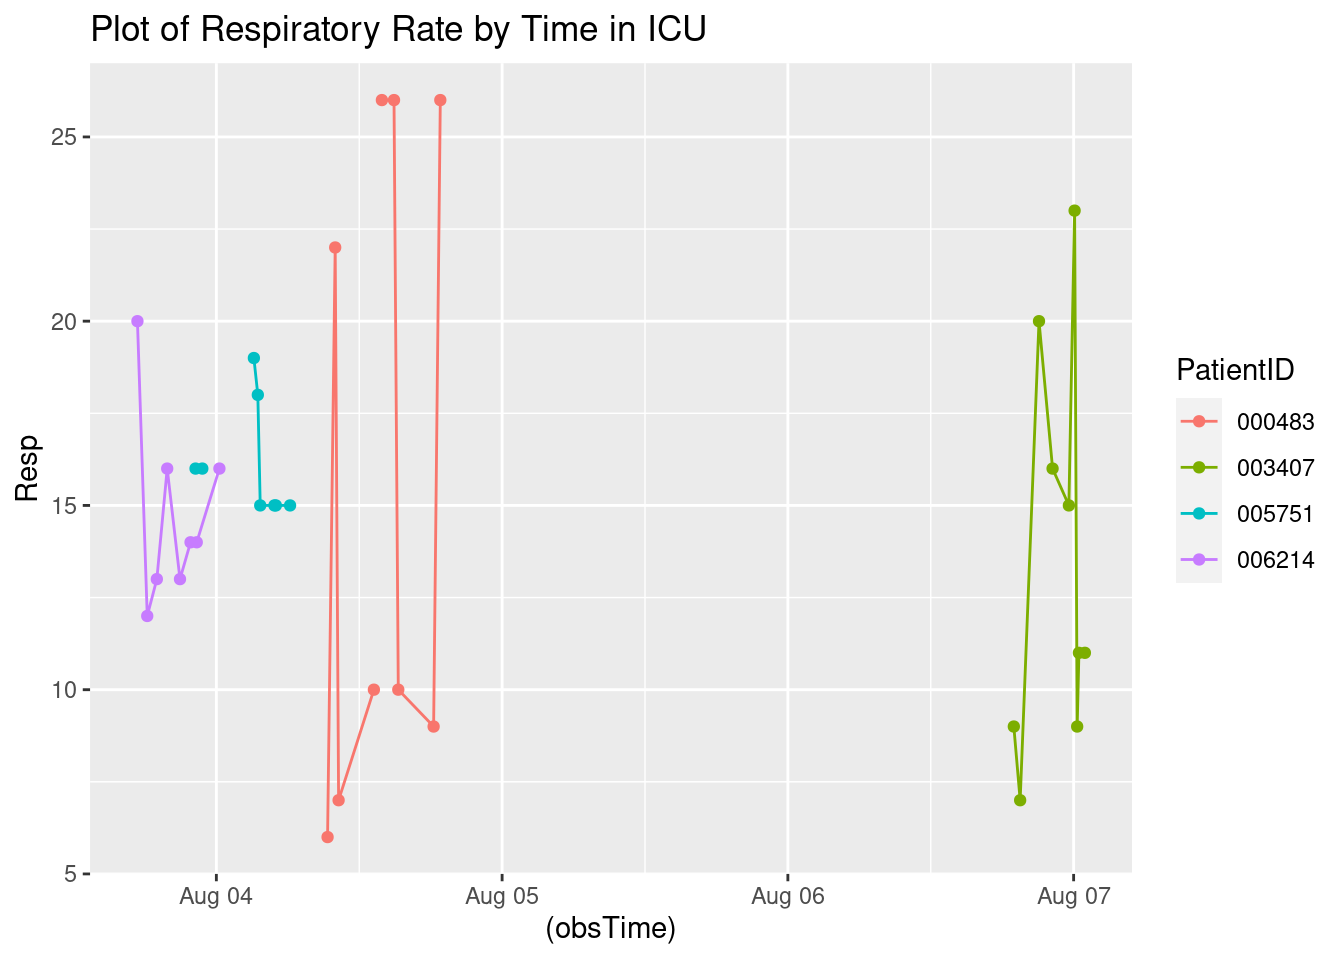 Plot of Respiratory Rate by Time in ICU
25
20
15
10
5
Resp
Aug 04
Aug 05
Aug 06
Aug 07
(obsTime)
PatientID
000483
003407
005751
006214